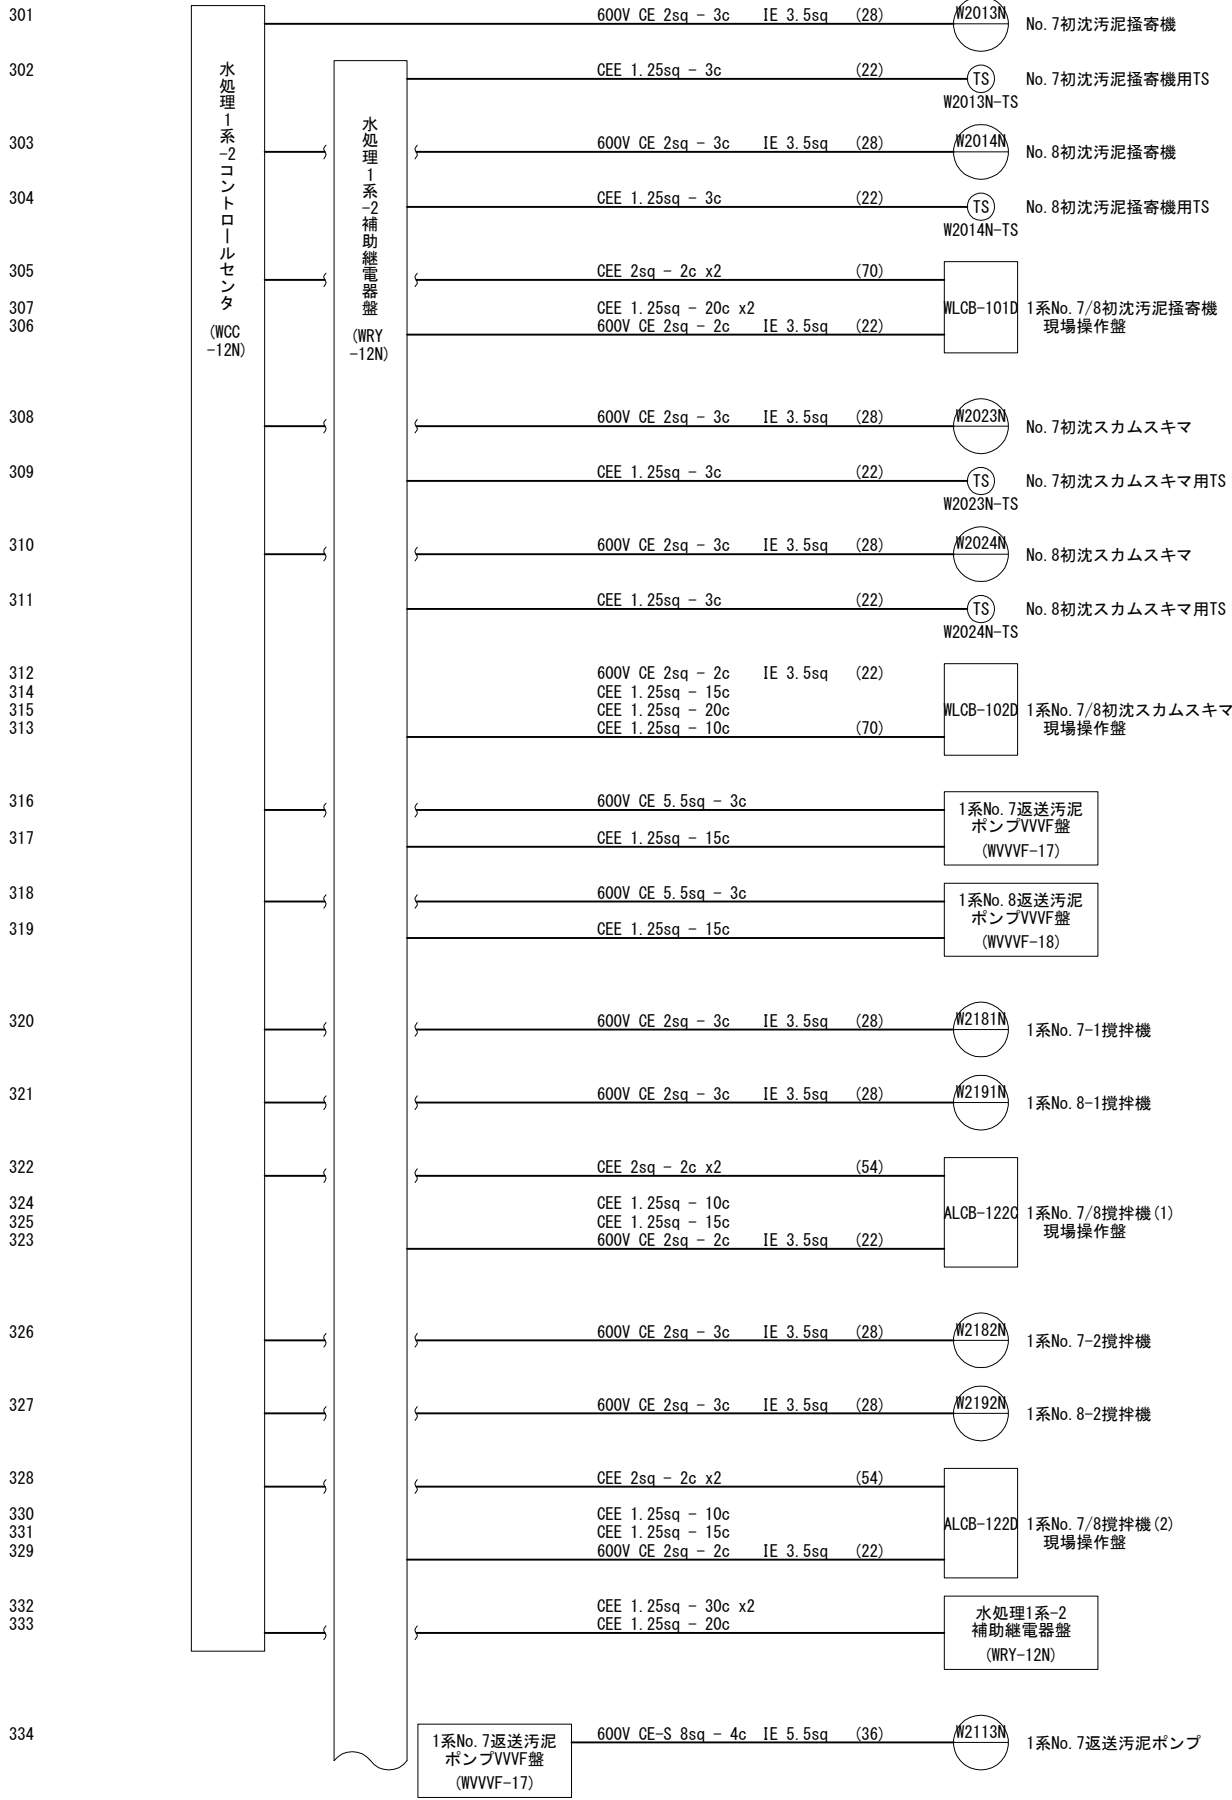 301 600V CE 2sq - 3c IE 3.5sq (28) W2013N No.7初沈汚泥掻寄機
302 CEE 1.25sq - 3c (22) TS No.7初沈汚泥掻寄機用TS
W2013N-TS
水処理1系-2コントロールセンタ
(WCC
-12N)
水処理1系-2補助継電器盤
(WRY
-12N)
303 600V CE 2sq - 3c IE 3.5sq (28) W2014N No.8初沈汚泥掻寄機
304 CEE 1.25sq - 3c (22) TS No.8初沈汚泥掻寄機用TS
W2014N-TS
305 CEE 2sq - 2c x2 (70)
307 CEE 1.25sq - 20c x2 WLCB-101D 1系No.7/8初沈汚泥掻寄機
306 600V CE 2sq - 2c IE 3.5sq (22) 現場操作盤
308 600V CE 2sq - 3c IE 3.5sq (28) W2023N No.7初沈スカムスキマ
309 CEE 1.25sq - 3c (22) TS No.7初沈スカムスキマ用TS
W2023N-TS
310 600V CE 2sq - 3c IE 3.5sq (28) W2024N No.8初沈スカムスキマ
311 CEE 1.25sq - 3c (22) TS No.8初沈スカムスキマ用TS
W2024N-TS
312 600V CE 2sq - 2c IE 3.5sq (22)
314 CEE 1.25sq - 15c
315 CEE 1.25sq - 20c WLCB-102D 1系No.7/8初沈スカムスキマ
313 CEE 1.25sq - 10c (70) 現場操作盤
316 600V CE 5.5sq - 3c 1系No.7返送汚泥
ポンプVVVF盤
317 CEE 1.25sq - 15c (WVVVF-17)
318 600V CE 5.5sq - 3c 1系No.8返送汚泥
ポンプVVVF盤
319 CEE 1.25sq - 15c (WVVVF-18)
320 600V CE 2sq - 3c IE 3.5sq (28) W2181N 1系No.7-1撹拌機
321 600V CE 2sq - 3c IE 3.5sq (28) W2191N 1系No.8-1撹拌機
322 CEE 2sq - 2c x2 (54)
324 CEE 1.25sq - 10c
325 CEE 1.25sq - 15c ALCB-122C 1系No.7/8撹拌機(1)
323 600V CE 2sq - 2c IE 3.5sq (22) 現場操作盤
326 600V CE 2sq - 3c IE 3.5sq (28) W2182N 1系No.7-2撹拌機
327 600V CE 2sq - 3c IE 3.5sq (28) W2192N 1系No.8-2撹拌機
328 CEE 2sq - 2c x2 (54)
330 CEE 1.25sq - 10c
331 CEE 1.25sq - 15c ALCB-122D 1系No.7/8撹拌機(2)
329 600V CE 2sq - 2c IE 3.5sq (22) 現場操作盤
332 CEE 1.25sq - 30c x2 水処理1系-2
333 CEE 1.25sq - 20c 補助継電器盤
(WRY-12N)
334 1系No.7返送汚泥 600V CE-S 8sq - 4c IE 5.5sq (36) W2113N 1系No.7返送汚泥ポンプ
ポンプVVVF盤
(WVVVF-17)